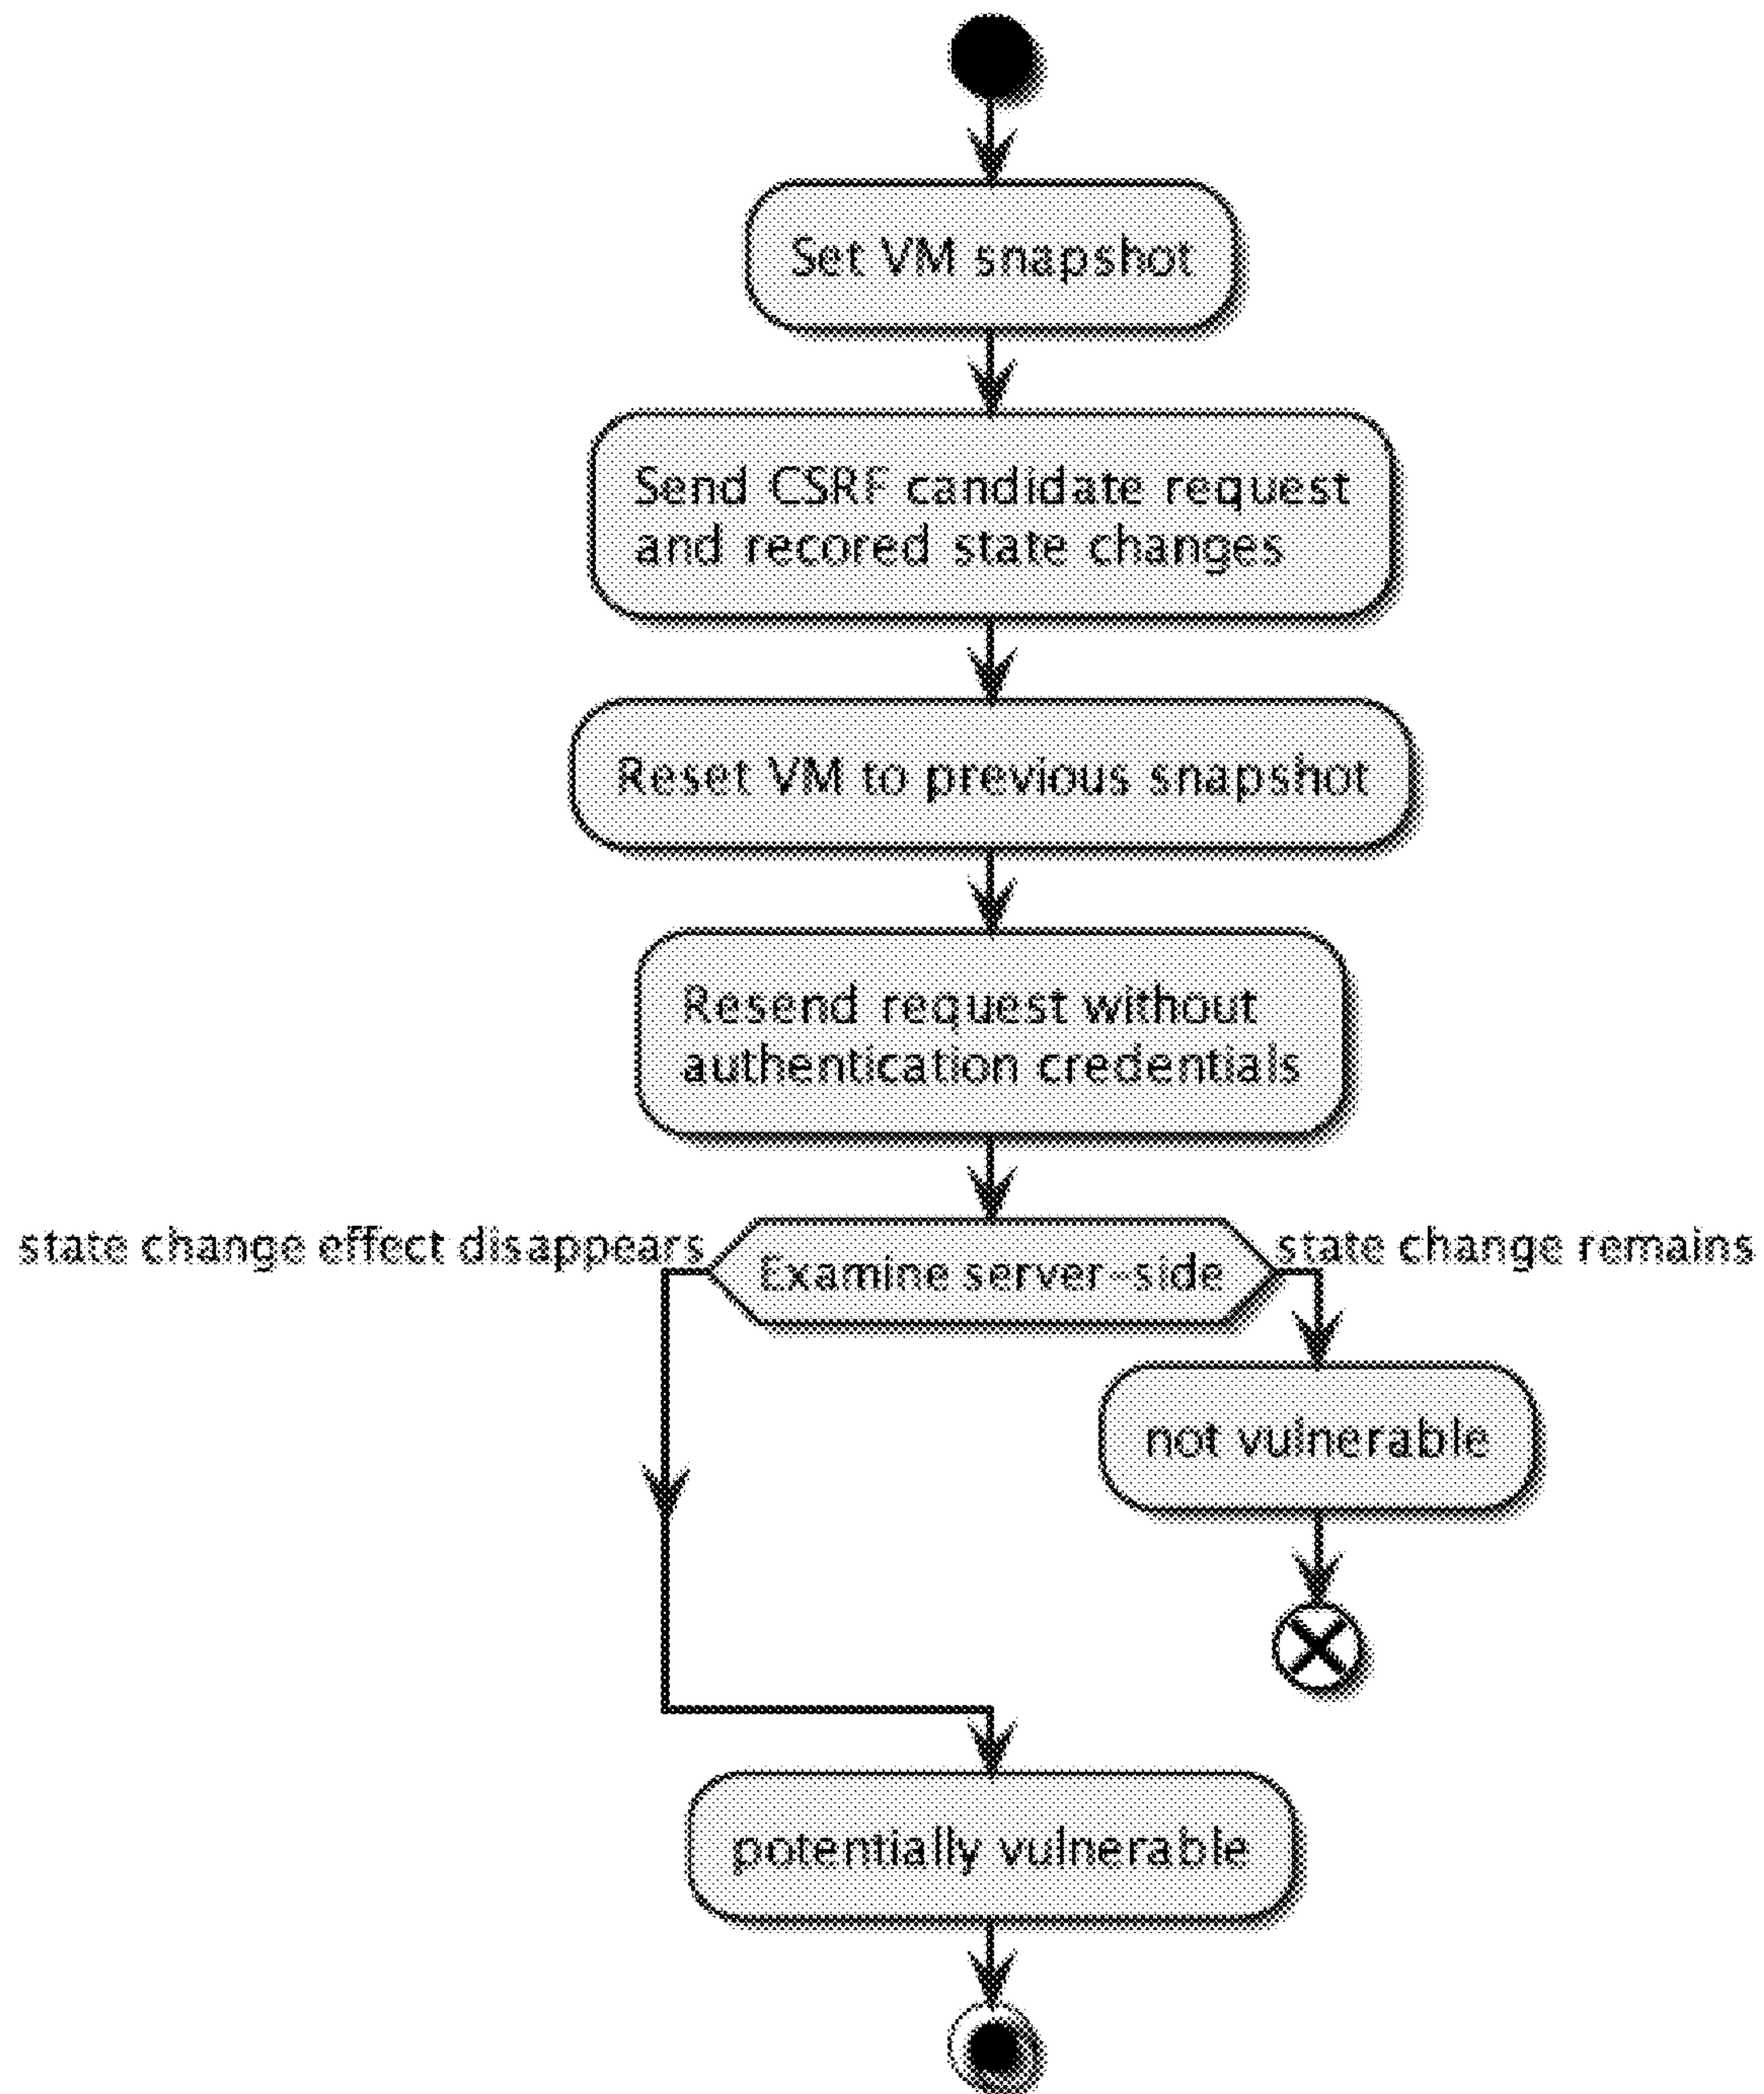 Set VM snapshot
Send CSRF candidate request
and recored state changes
Reset VM to previous snapshot
Resend request without
authentication credentials
state change effect disappears
Examine server-side
state change remains
not vulnerable
potentially vulnerable